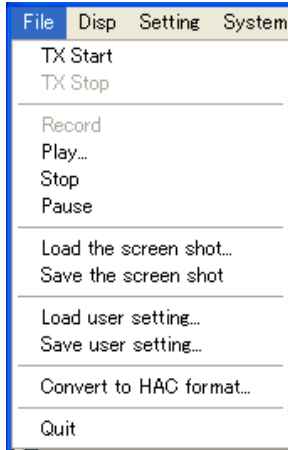 File Disp Setting System
TX Start
TX Stop
Record
Play...
Stop
Pause
Load the screen shot...
Save the screen shot
Load user setting...
Save user setting...
Convert to HAC format...
Quit